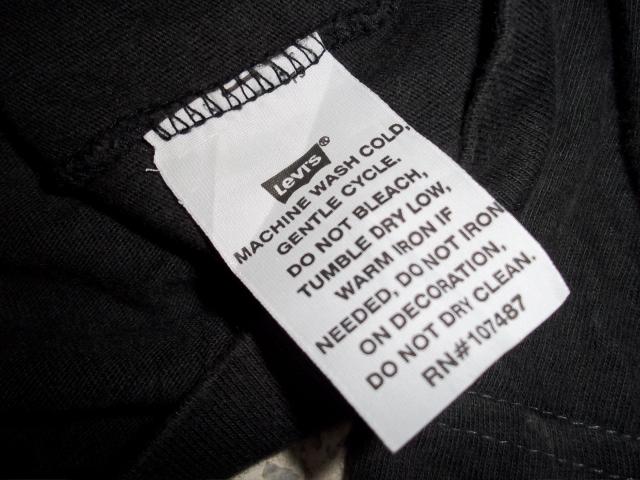 Levi's®
MACHINE WASH COLD,
GENTLE CYCLE.
DO NOT BLEACH,
TUMBLE DRY LOW,
WARM IRON IF
NEEDED, DO NOT IRON
ON DECORATION,
DO NOT DRY CLEAN.
RN#107487